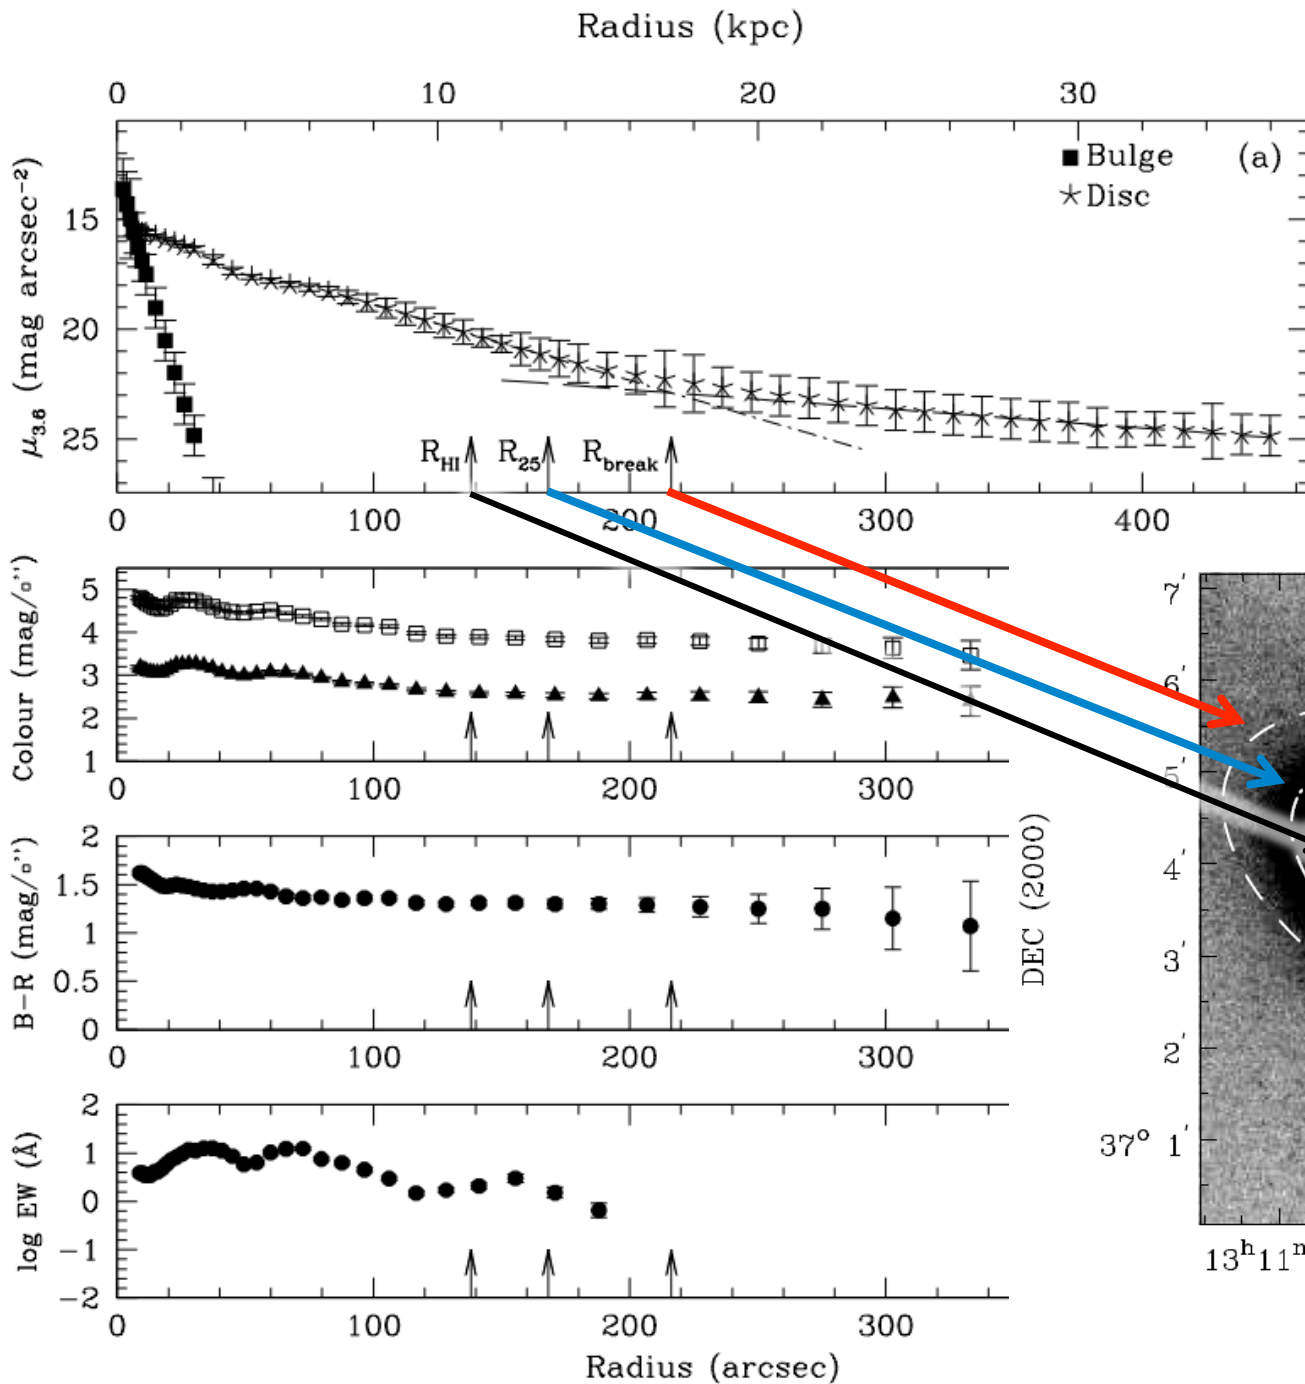 Radius (kpc)
0 10 20 30
μ3.6 (mag arcsec−2)
15
20
25
■ Bulge (a)
Disc
RHI R25 Rbreak
0 100 200 300 400
Colour (mag/□")
5
4
3
2
1
0 100 200 300
B−R (mag/□")
2
1.5
1
0.5
0
0 100 200 300
log EW (Å)
2
1
0
−1
−2
0 100 200 300
Radius (arcsec)
DEC (2000)
7′
6′
5′
4′
3′
2′
37° 1′
13h11m